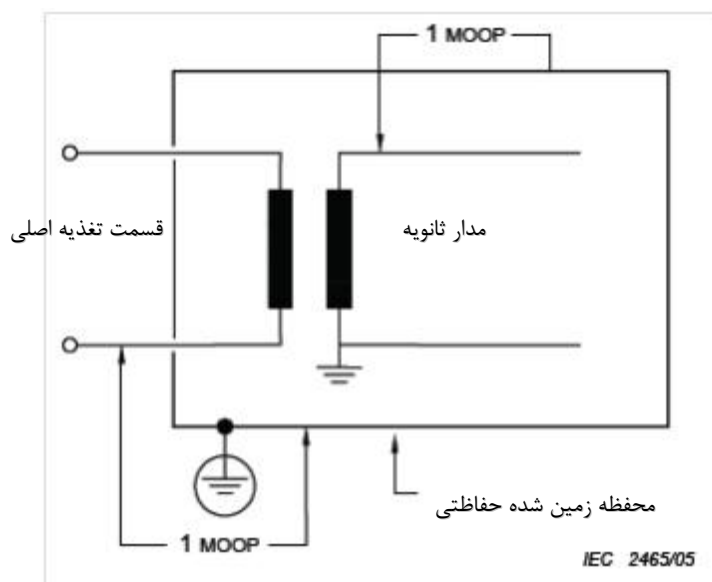 1 MOOP
قسمت تغذیه اصلی
مدار ثانویه
محفظه زمین شده حفاظتی
1 MOOP
IEC 2465/05